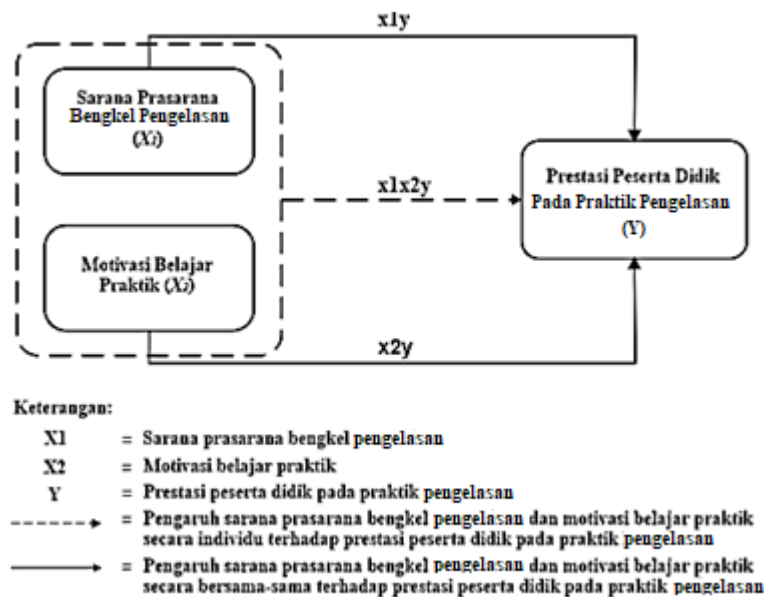 x1y
Sarana Prasarana
Bengkel Pengelasan
(X1)
x1x2y
Prestasi Peserta Didik
Pada Praktik Pengelasan
(Y)
Motivasi Belajar
Praktik (X2)
x2y
Keterangan:
X1 = Sarana prasarana bengkel pengelasan
X2 = Motivasi belajar praktik
Y = Prestasi peserta didik pada praktik pengelasan
= Pengaruh sarana prasarana bengkel pengelasan dan motivasi belajar praktik
secara individu terhadap prestasi peserta didik pada praktik pengelasan
= Pengaruh sarana prasarana bengkel pengelasan dan motivasi belajar praktik
secara bersama-sama terhadap prestasi peserta didik pada praktik pengelasan